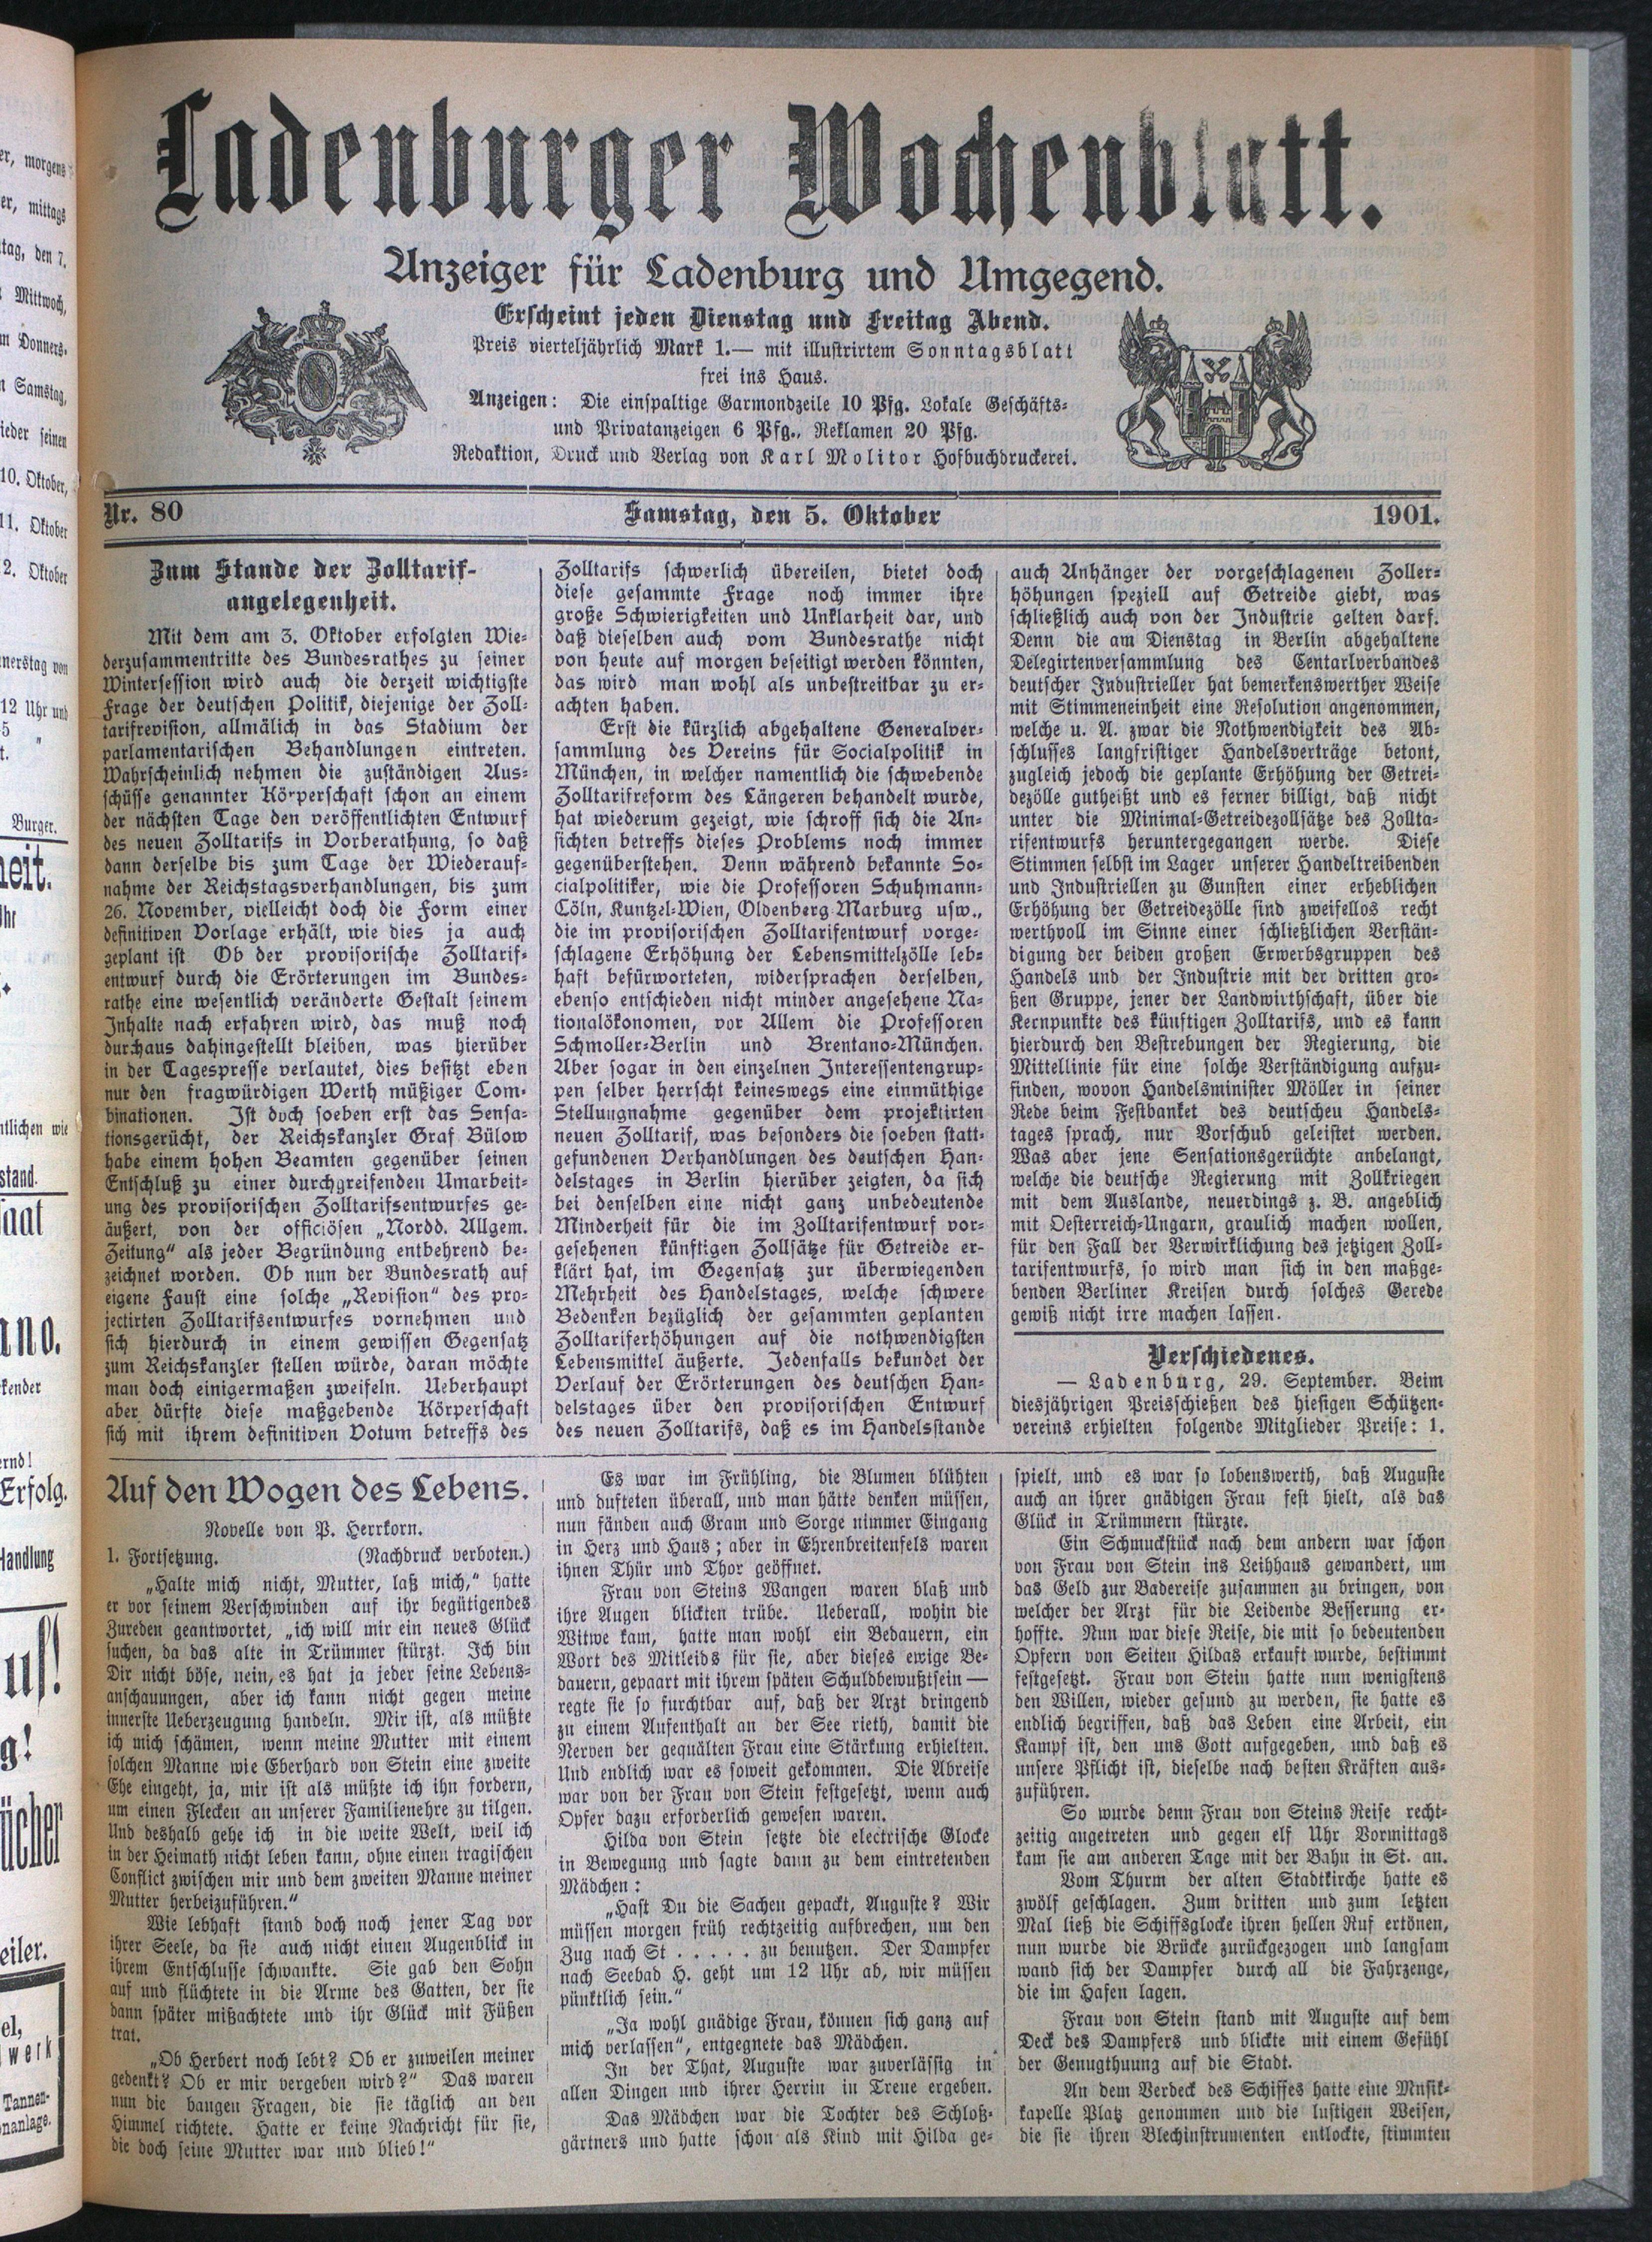 Ladenburger Wochenblatt.
Anzeiger für Ladenburg und Umgegend.
Erscheint jeden Dienstag und Freitag Abend.
Preis vierteljährlich Mark 1.— mit illustrirtem Sonntagsblatt
frei ins Haus.
Anzeigen: Die einspaltige Garmondzeile 10 Pfg. Lokale Geschäfts-
und Privatanzeigen 6 Pfg., Reklamen 20 Pfg.
Redaktion, Druck und Verlag von Karl Molitor Hofbuchdruckerei.
Nr. 80 Samstag, den 5. Oktober 1901.
Zum Stande der Zolltarif-
angelegenheit.
Mit dem am 3. Oktober erfolgten Wie-
derzusammentritte des Bundesrathes zu seiner
Wintersession wird auch die derzeit wichtigste
Frage der deutschen Politik, diejenige der Zoll-
tarifrevision, allmälich in das Stadium der
parlamentarischen Behandlungen eintreten.
Wahrscheinlich nehmen die zuständigen Aus-
schüsse genannter Körperschaft schon an einem
der nächsten Tage den veröffentlichten Entwurf
des neuen Zolltarifs in Vorberathung, so daß
dann derselbe bis zum Tage der Wiederauf-
nahme der Reichstagsverhandlungen, bis zum
26. November, vielleicht doch die Form einer
definitiven Vorlage erhält, wie dies ja auch
geplant ist Ob der provisorische Zolltarif-
entwurf durch die Erörterungen im Bundes-
rathe eine wesentlich veränderte Gestalt seinem
Inhalte nach erfahren wird, das muß noch
durchaus dahingestellt bleiben, was hierüber
in der Tagespresse verlautet, dies besitzt eben
nur den fragwürdigen Werth müßiger Com-
binationen. Ist doch soeben erst das Sensa-
tionsgerücht, der Reichskanzler Graf Bülow
habe einem hohen Beamten gegenüber seinen
Entschluß zu einer durchgreifenden Umarbeit-
ung des provisorischen Zolltarifsentwurfes ge-
äußert, von der officiösen „Nordd. Allgem.
Zeitung“ als jeder Begründung entbehrend be-
zeichnet worden. Ob nun der Bundesrath auf
eigene Faust eine solche „Revision“ des pro-
jectirten Zolltarifsentwurfes vornehmen und
sich hierdurch in einem gewissen Gegensatz
zum Reichskanzler stellen würde, daran möchte
man doch einigermaßen zweifeln. Ueberhaupt
aber dürfte diese maßgebende Körperschaft
sich mit ihrem definitiven Votum betreffs des
Zolltarifs schwerlich übereilen, bietet doch
diese gesammte Frage noch immer ihre
große Schwierigkeiten und Unklarheit dar, und
daß dieselben auch vom Bundesrathe nicht
von heute auf morgen beseitigt werden könnten,
das wird man wohl als unbestreitbar zu er-
achten haben.
Erst die kürzlich abgehaltene Generalver-
sammlung des Vereins für Socialpolitik in
München, in welcher namentlich die schwebende
Zolltarifreform des Längeren behandelt wurde,
hat wiederum gezeigt, wie schroff sich die An-
sichten betreffs dieses Problems noch immer
gegenüberstehen. Denn während bekannte So-
cialpolitiker, wie die Professoren Schuhmann-
Cöln, Kuntzel-Wien, Oldenberg-Marburg usw.,
die im provisorischen Zolltarifentwurf vorge-
schlagene Erhöhung der Lebensmittelzölle leb-
haft befürworteten, widersprachen derselben,
ebenso entschieden nicht minder angesehene Na-
tionalökonomen, vor Allem die Professoren
Schmoller-Berlin und Brentano-München.
Aber sogar in den einzelnen Interessentengrup-
pen selber herrscht keineswegs eine einmüthige
Stellungnahme gegenüber dem projektirten
neuen Zolltarif, was besonders die soeben statt-
gefundenen Verhandlungen des deutschen Han-
delstages in Berlin hierüber zeigten, da sich
bei denselben eine nicht ganz unbedeutende
Minderheit für die im Zolltarifentwurf vor-
gesehenen künftigen Zollsätze für Getreide er-
klärt hat, im Gegensatz zur überwiegenden
Mehrheit des Handelstages, welche schwere
Bedenken bezüglich der gesammten geplanten
Zolltariferhöhungen auf die nothwendigsten
Lebensmittel äußerte. Jedenfalls bekundet der
Verlauf der Erörterungen des deutschen Han-
delstages über den provisorischen Entwurf
des neuen Zolltarifs, daß es im Handelsstande
auch Anhänger der vorgeschlagenen Zoller-
höhungen speziell auf Getreide giebt, was
schließlich auch von der Industrie gelten darf.
Denn die am Dienstag in Berlin abgehaltene
Delegirtenversammlung des Centarlverbandes
deutscher Industrieller hat bemerkenswerther Weise
mit Stimmeneinheit eine Resolution angenommen,
welche u. A. zwar die Nothwendigkeit des Ab-
schlusses langfristiger Handelsverträge betont,
zugleich jedoch die geplante Erhöhung der Getrei-
dezölle gutheißt und es ferner billigt, daß nicht
unter die Minimal-Getreidezollsätze des Zollta-
rifentwurfs heruntergegangen werde. Diese
Stimmen selbst im Lager unserer Handeltreibenden
und Industriellen zu Gunsten einer erheblichen
Erhöhung der Getreidezölle sind zweifellos recht
werthvoll im Sinne einer schließlichen Verstän-
digung der beiden großen Erwerbsgruppen des
Handels und der Industrie mit der dritten gro-
ßen Gruppe, jener der Landwirthschaft, über die
Kernpunkte des künftigen Zolltarifs, und es kann
hierdurch den Bestrebungen der Regierung, die
Mittellinie für eine solche Verständigung aufzu-
finden, wovon Handelsminister Möller in seiner
Rede beim Festbanket des deutscheu Handels-
tages sprach, nur Vorschub geleistet werden.
Was aber jene Sensationsgerüchte anbelangt,
welche die deutsche Regierung mit Zollkriegen
mit dem Auslande, neuerdings z. B. angeblich
mit Oesterreich-Ungarn, graulich machen wollen,
für den Fall der Verwirklichung des jetzigen Zoll-
tarifentwurfs, so wird man sich in den maßge-
benden Berliner Kreisen durch solches Gerede
gewiß nicht irre machen lassen.
Verschiedenes.
— Ladenburg, 29. September. Beim
diesjährigen Preisschießen des hiesigen Schützen-
vereins erhielten folgende Mitglieder Preise: 1.
Auf den Wogen des Lebens.
Novelle von P. Herrkorn.
1. Fortsetzung. (Nachdruck verboten.)
„Halte mich nicht, Mutter, laß mich,“ hatte
er vor seinem Verschwinden auf ihr begütigendes
Zureden geantwortet, „ich will mir ein neues Glück
suchen, da das alte in Trümmer stürzt. Ich bin
Dir nicht böse, nein, es hat ja jeder seine Lebens-
anschauungen, aber ich kann nicht gegen meine
innerste Ueberzeugung handeln. Mir ist, als müßte
ich mich schämen, wenn meine Mutter mit einem
solchen Manne wie Eberhard von Stein eine zweite
Ehe eingeht, ja, mir ist als müßte ich ihn fordern,
um einen Flecken an unserer Familienehre zu tilgen.
Und deshalb gehe ich in die weite Welt, weil ich
in der Heimath nicht leben kann, ohne einen tragischen
Conflict zwischen mir und dem zweiten Manne meiner
Mutter herbeizuführen.“
Wie lebhaft stand doch noch jener Tag vor
ihrer Seele, da sie auch nicht einen Augenblick in
ihrem Entschlusse schwankte. Sie gab den Sohn
auf und flüchtete in die Arme des Gatten, der sie
dann später mißachtete und ihr Glück mit Füßen
trat.
„Ob Herbert noch lebt? Ob er zuweilen meiner
gedenkt? Ob er mir vergeben wird?“ Das waren
nun die bangen Fragen, die sie täglich an den
Himmel richtete. Hatte er keine Nachricht für sie,
die doch seine Mutter war und blieb!“
Es war im Frühling, die Blumen blühten
und dufteten überall, und man hätte denken müssen,
nun fänden auch Gram und Sorge nimmer Eingang
in Herz und Haus; aber in Ehrenbreitenfels waren
ihnen Thür und Thor geöffnet.
Frau von Steins Wangen waren blaß und
ihre Augen blickten trübe. Ueberall, wohin die
Witwe kam, hatte man wohl ein Bedauern, ein
Wort des Mitleids für sie, aber dieses ewige Be-
dauern, gepaart mit ihrem späten Schuldbewußtsein —
regte sie so furchtbar auf, daß der Arzt dringend
zu einem Aufenthalt an der See rieth, damit die
Nerven der gequälten Frau eine Stärkung erhielten.
Und endlich war es soweit gekommen. Die Abreise
war von der Frau von Stein festgesetzt, wenn auch
Opfer dazu erforderlich gewesen waren.
Hilda von Stein setzte die electrische Glocke
in Bewegung und sagte dann zu dem eintretenden
Mädchen:
„Hast Du die Sachen gepackt, Auguste? Wir
müssen morgen früh rechtzeitig aufbrechen, um den
Zug nach St . . . . . zu benutzen. Der Dampfer
nach Seebad H. geht um 12 Uhr ab, wir müssen
pünktlich sein.“
„Ja wohl gnädige Frau, können sich ganz auf
mich verlassen“, entgegnete das Mädchen.
In der That, Auguste war zuverlässig in
allen Dingen und ihrer Herrin in Treue ergeben.
Das Mädchen war die Tochter des Schloß-
gärtners und hatte schon als Kind mit Hilda ge-
spielt, und es war so lobenswerth, daß Auguste
auch an ihrer gnädigen Frau fest hielt, als das
Glück in Trümmern stürzte.
Ein Schmuckstück nach dem andern war schon
von Frau von Stein ins Leihhaus gewandert, um
das Geld zur Badereise zusammen zu bringen, von
welcher der Arzt für die Leidende Besserung er-
hoffte. Nun war diese Reise, die mit so bedeutenden
Opfern von Seiten Hildas erkauft wurde, bestimmt
festgesetzt. Frau von Stein hatte nun wenigstens
den Willen, wieder gesund zu werden, sie hatte es
endlich begriffen, daß das Leben eine Arbeit, ein
Kampf ist, den uns Gott aufgegeben, und daß es
unsere Pflicht ist, dieselbe nach besten Kräften aus-
zuführen.
So wurde denn Frau von Steins Reise recht-
zeitig angetreten und gegen elf Uhr Vormittags
kam sie am anderen Tage mit der Bahn in St. an.
Vom Thurm der alten Stadtkirche hatte es
zwölf geschlagen. Zum dritten und zum letzten
Mal ließ die Schiffsglocke ihren hellen Ruf ertönen,
nun wurde die Brücke zurückgezogen und langsam
wand sich der Dampfer durch all die Fahrzenge,
die im Hafen lagen.
Frau von Stein stand mit Auguste auf dem
Deck des Dampfers und blickte mit einem Gefühl
der Genugthuung auf die Stadt.
An dem Verdeck des Schiffes hatte eine Musik-
kapelle Platz genommen und die lustigen Weisen,
die sie ihren Blechinstrumenten entlockte, stimmten